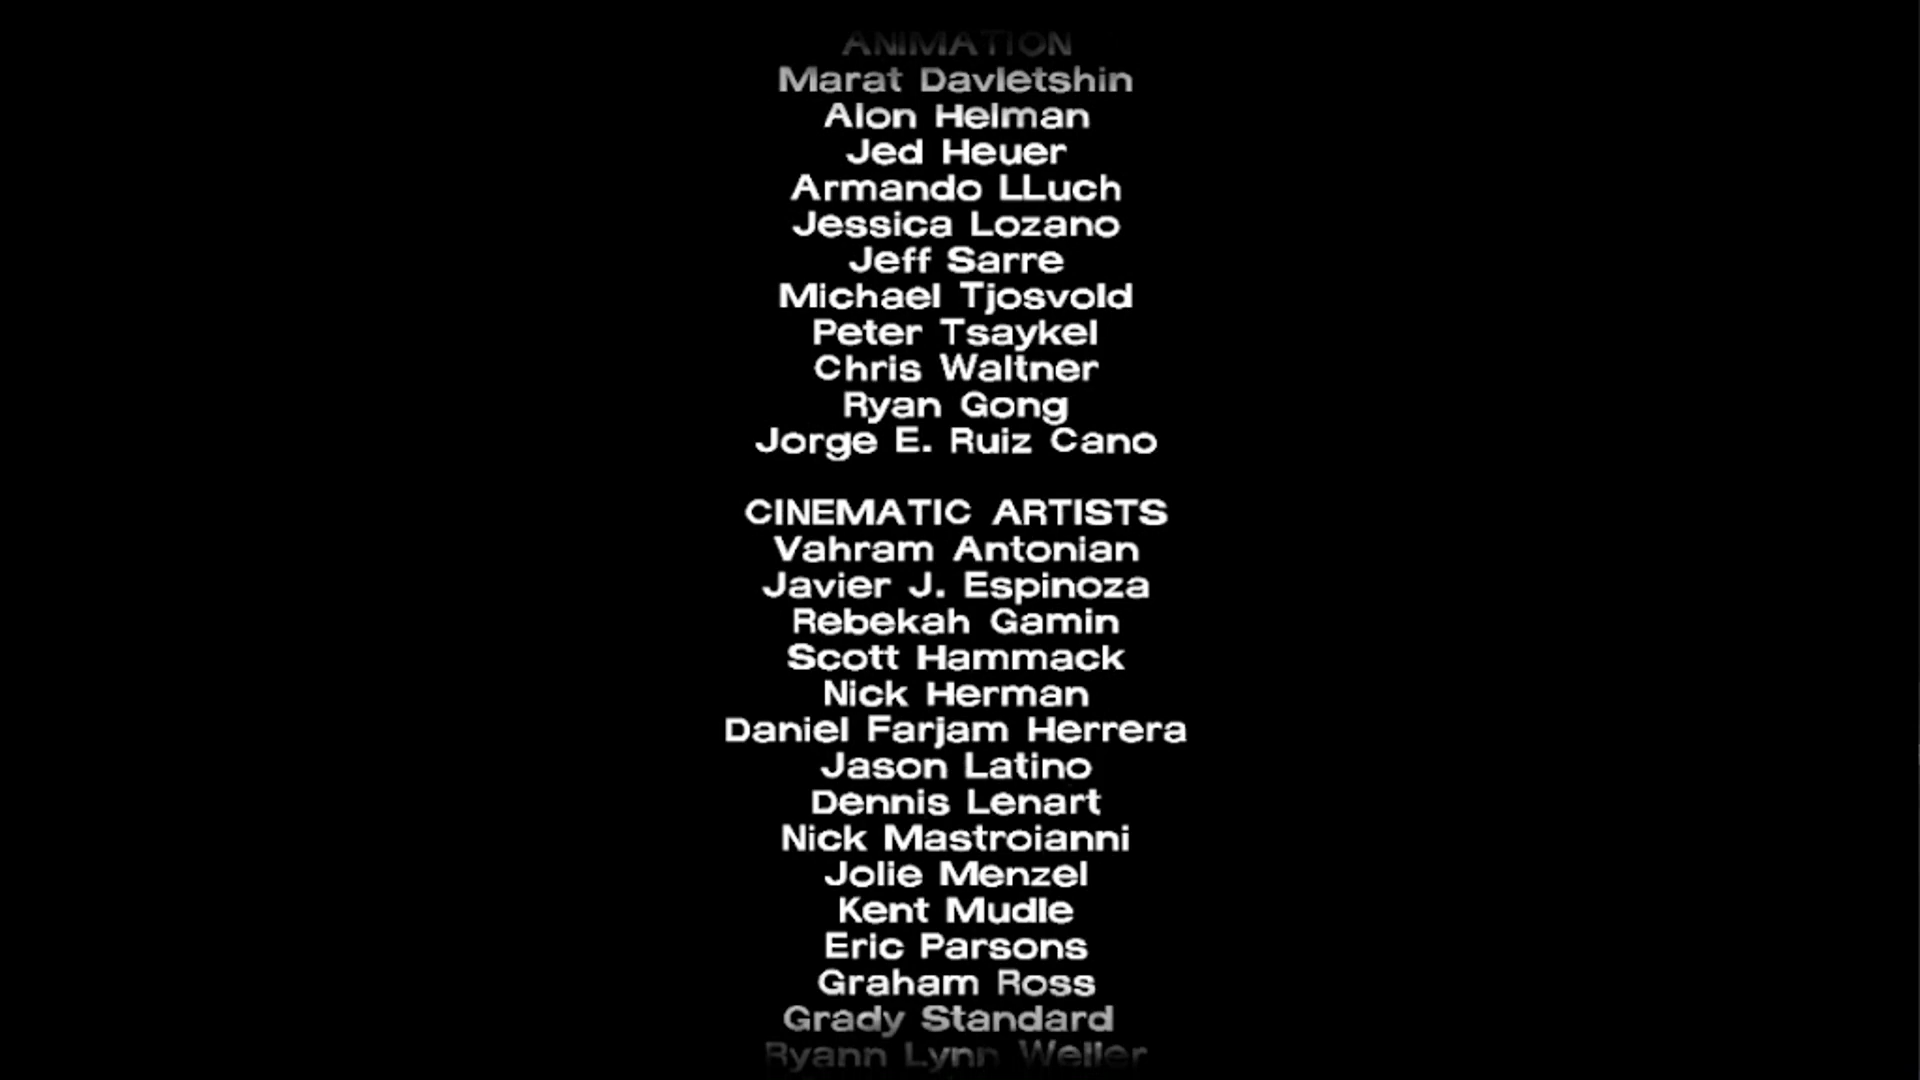 ANIMATION
Marat Davletshin
Alon Helman
Jed Heuer
Armando LLuch
Jessica Lozano
Jeff Sarre
Michael Tjosvold
Peter Tsaykel
Chris Waltner
Ryan Gong
Jorge E. Ruiz Cano
CINEMATIC ARTISTS
Vahram Antonian
Javier J. Espinoza
Rebekah Gamin
Scott Hammack
Nick Herman
Daniel Farjam Herrera
Jason Latino
Dennis Lenart
Nick Mastroianni
Jolie Menzel
Kent Mudle
Eric Parsons
Graham Ross
Grady Standard
Ryann Lynn Weller